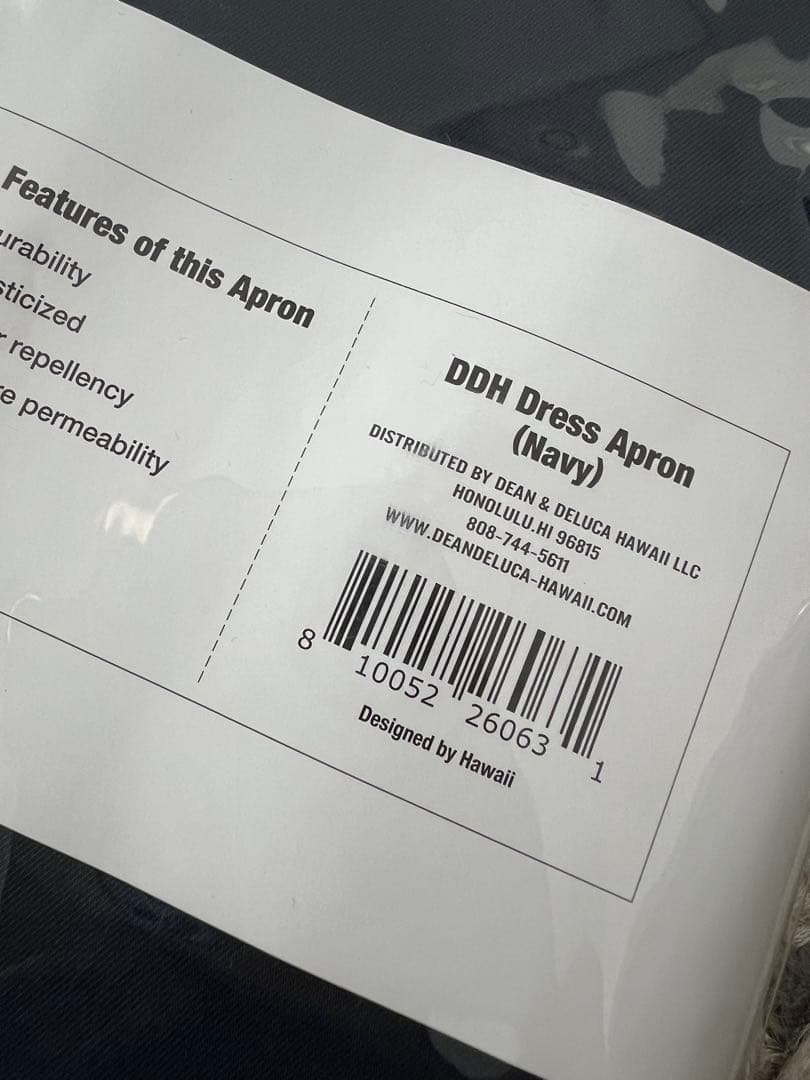 Features of this Apron
urability
sticized
r repellency
re permeability
DDH Dress Apron
(Navy)
DISTRIBUTED BY DEAN & DELUCA HAWAII LLC
HONOLULU.HI 96815
808-744-5611
WWW.DEANDELUCA-HAWAII.COM
8 10052 26063 1
Designed by Hawaii